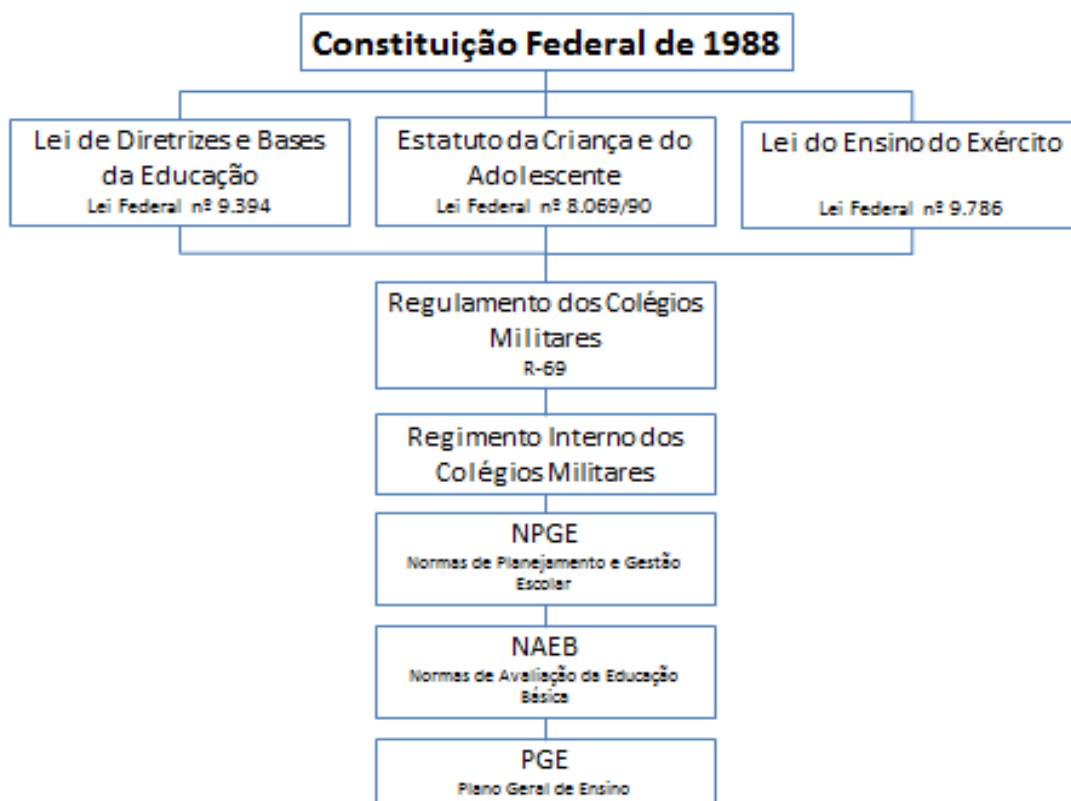 Constituição Federal de 1988
Lei de Diretrizes e Bases
da Educação
Lei Federal nº 9.394
Estatuto da Criança e do
Adolescente
Lei Federal nº 8.069/90
Lei do Ensino do Exército
Lei Federal nº 9.786
Regulamento dos Colégios
Militares
R-69
Regimento Interno dos
Colégios Militares
NPGE
Normas de Planejamento e Gestão
Escolar
NAEB
Normas de Avaliação da Educação
Básica
PGE
Plano Geral de Ensino